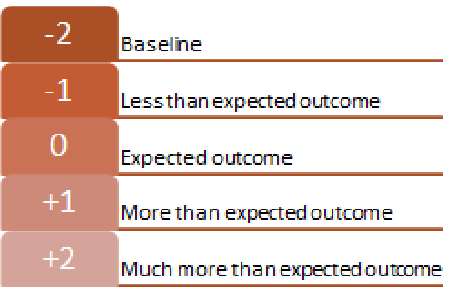 -2 Baseline
-1 Less than expected outcome
0 Expected outcome
+1 More than expected outcome
+2 Much more than expected outcome